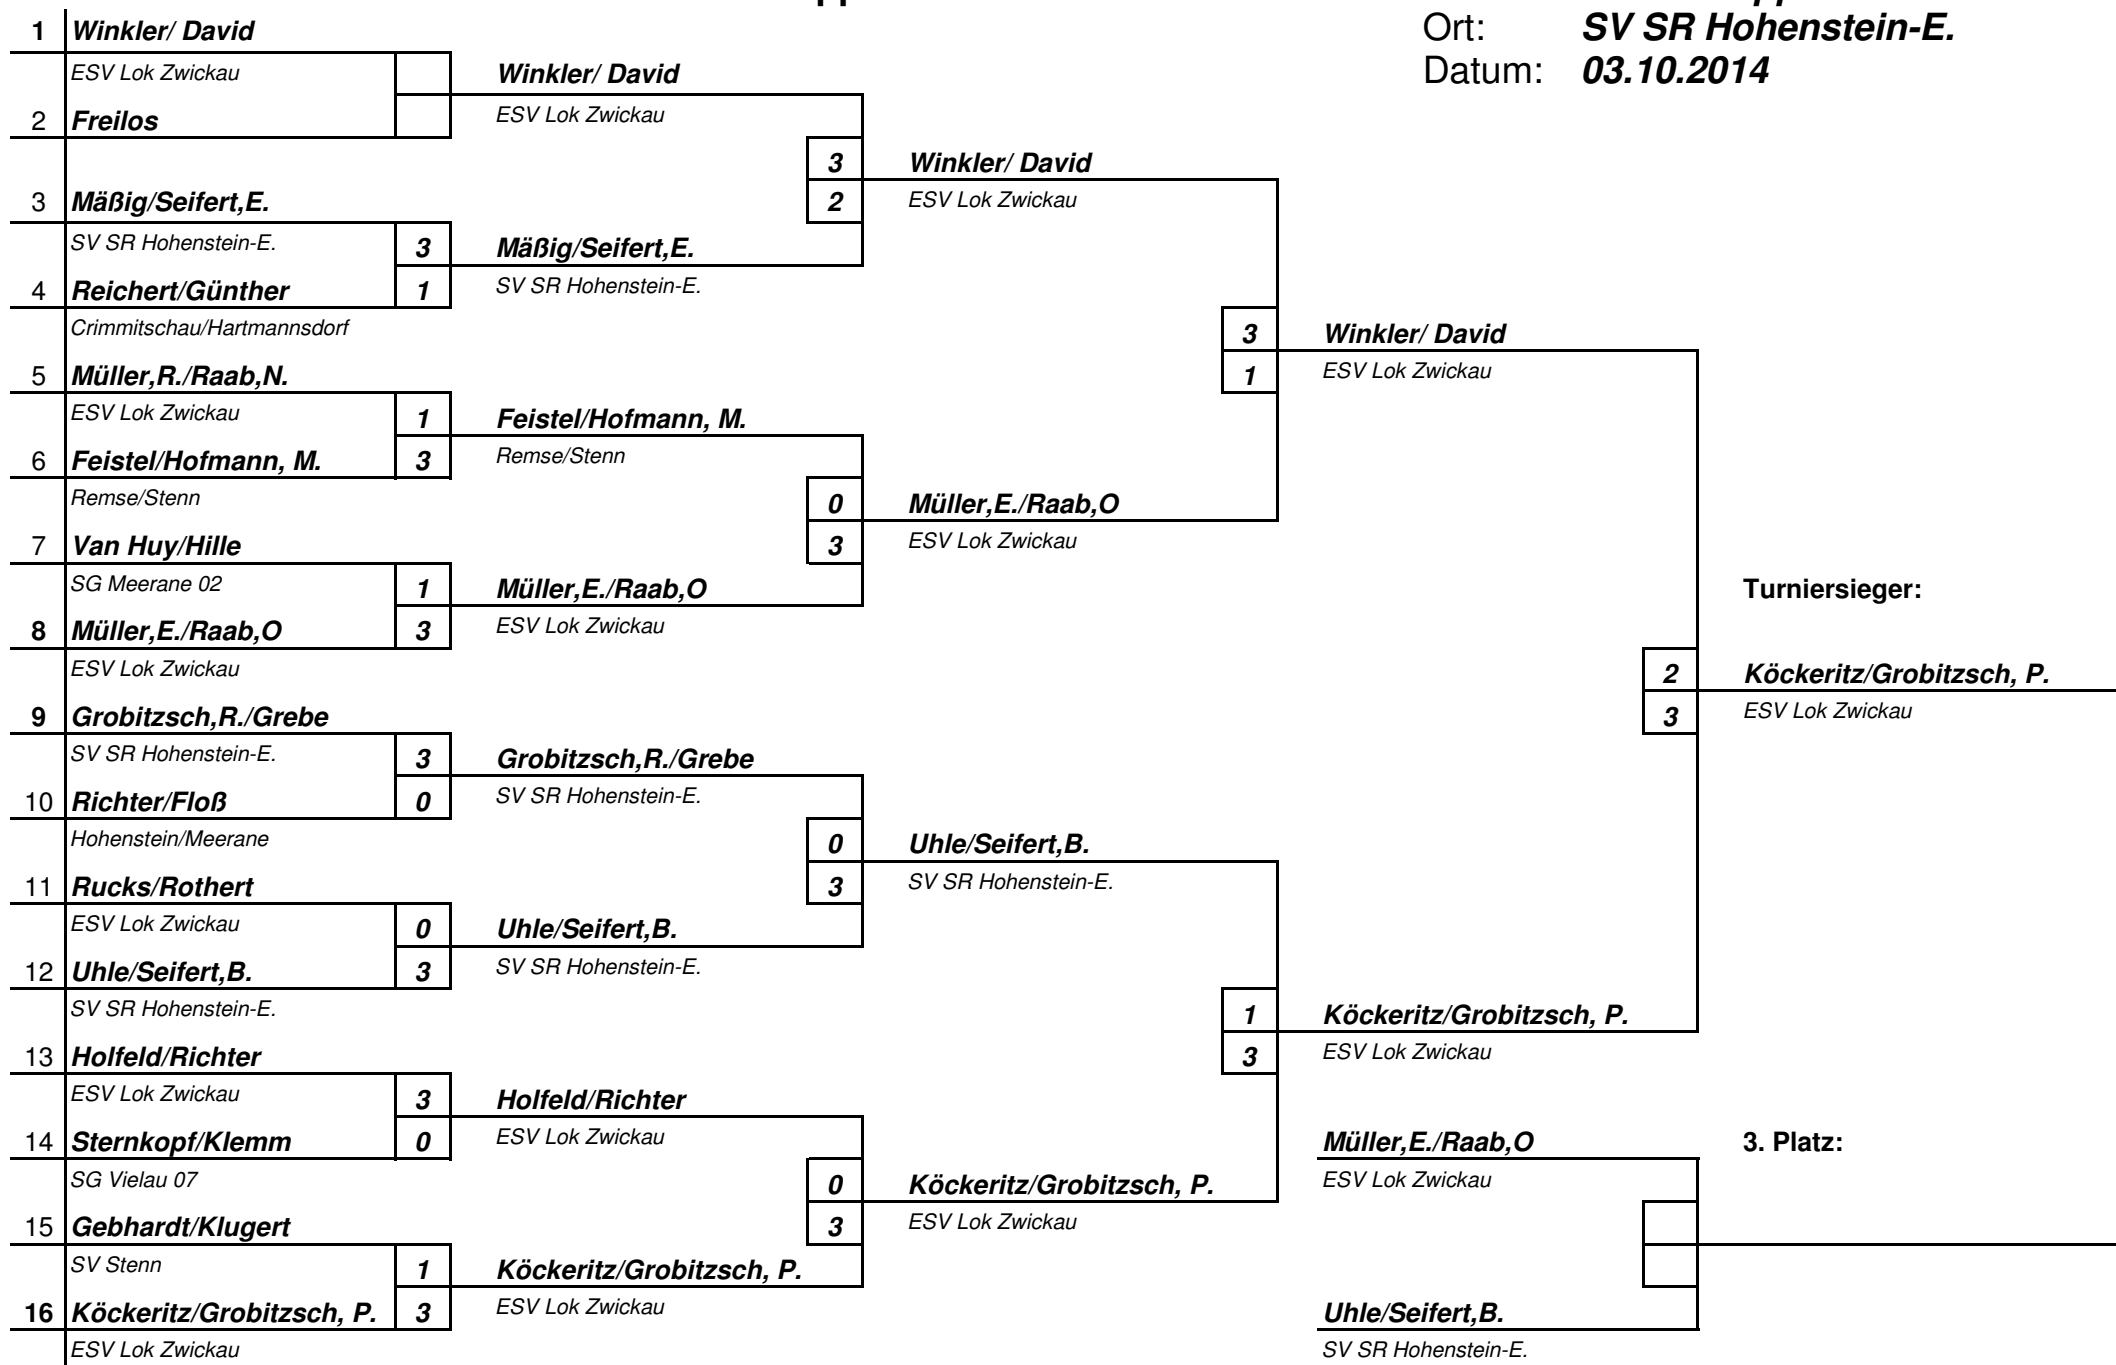 Ort: SV SR Hohenstein-E.
Datum: 03.10.2014
1 Winkler/ David
ESV Lok Zwickau
2 Freilos
3 Mäßig/Seifert,E.
SV SR Hohenstein-E. 3
4 Reichert/Günther 1
Crimmitschau/Hartmannsdorf
5 Müller,R./Raab,N.
ESV Lok Zwickau 1
6 Feistel/Hofmann, M. 3
Remse/Stenn
7 Van Huy/Hille
SG Meerane 02 1
8 Müller,E./Raab,O 3
ESV Lok Zwickau
9 Grobitzsch,R./Grebe
SV SR Hohenstein-E. 3
10 Richter/Floß 0
Hohenstein/Meerane
11 Rucks/Rothert
ESV Lok Zwickau 0
12 Uhle/Seifert,B. 3
SV SR Hohenstein-E.
13 Holfeld/Richter
ESV Lok Zwickau 3
14 Sternkopf/Klemm 0
SG Vielau 07
15 Gebhardt/Klugert
SV Stenn 1
16 Köckeritz/Grobitzsch, P. 3
ESV Lok Zwickau
Winkler/ David
ESV Lok Zwickau
3
2
Mäßig/Seifert,E.
SV SR Hohenstein-E.
Feistel/Hofmann, M.
Remse/Stenn
0
3
Müller,E./Raab,O
ESV Lok Zwickau
Grobitzsch,R./Grebe
SV SR Hohenstein-E.
0
3
Uhle/Seifert,B.
SV SR Hohenstein-E.
Holfeld/Richter
ESV Lok Zwickau
0
3
Köckeritz/Grobitzsch, P.
ESV Lok Zwickau
Winkler/ David
ESV Lok Zwickau
3
1
Müller,E./Raab,O
ESV Lok Zwickau
Uhle/Seifert,B.
SV SR Hohenstein-E.
1
3
Köckeritz/Grobitzsch, P.
ESV Lok Zwickau
Winkler/ David
ESV Lok Zwickau
2
3
Köckeritz/Grobitzsch, P.
ESV Lok Zwickau
Turniersieger:
Köckeritz/Grobitzsch, P.
ESV Lok Zwickau
Müller,E./Raab,O
ESV Lok Zwickau
Uhle/Seifert,B.
SV SR Hohenstein-E.
3. Platz: